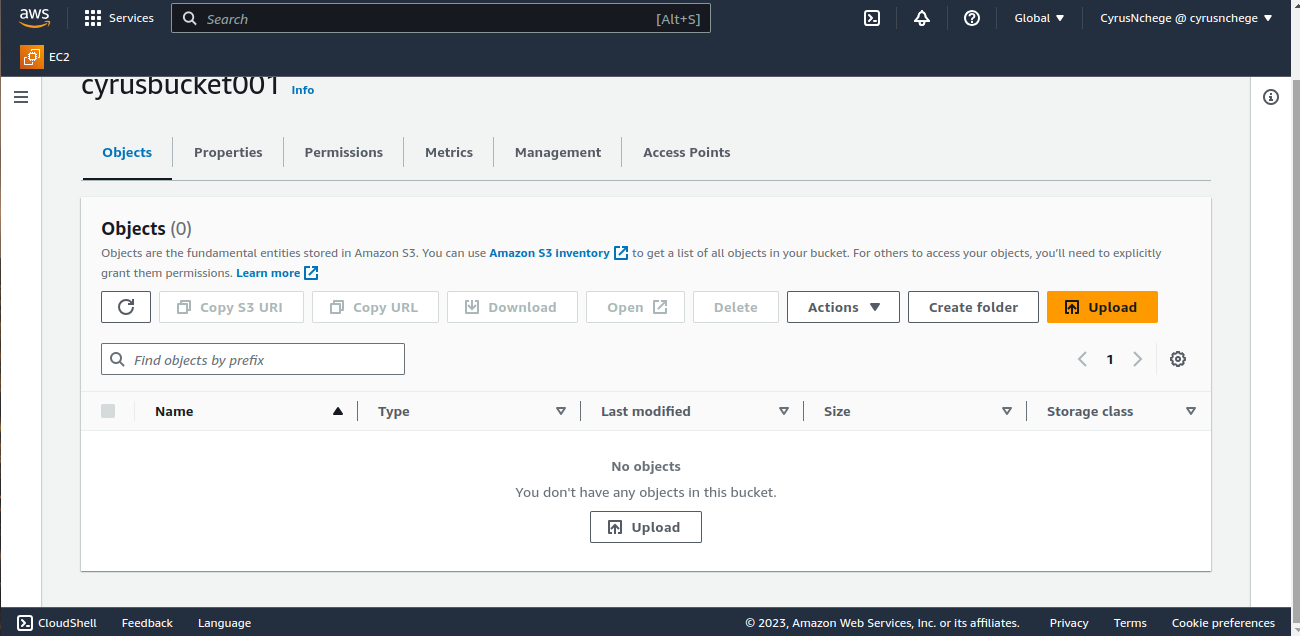 aws Services Search [Alt+S] Global CyrusNchege @ cyrusnchege
EC2
cyrusbucket001 Info
Objects Properties Permissions Metrics Management Access Points
Objects (0)
Objects are the fundamental entities stored in Amazon S3. You can use Amazon S3 inventory to get a list of all objects in your bucket. For others to access your objects, you'll need to explicitly
grant them permissions. Learn more
Copy S3 URI Copy URL Download Open Delete Actions Create folder Upload
Find objects by prefix 1
Name Type Last modified Size Storage class
No objects
You don't have any objects in this bucket.
Upload
CloudShell Feedback Language © 2023, Amazon Web Services, Inc. or its affiliates. Privacy Terms Cookie preferences